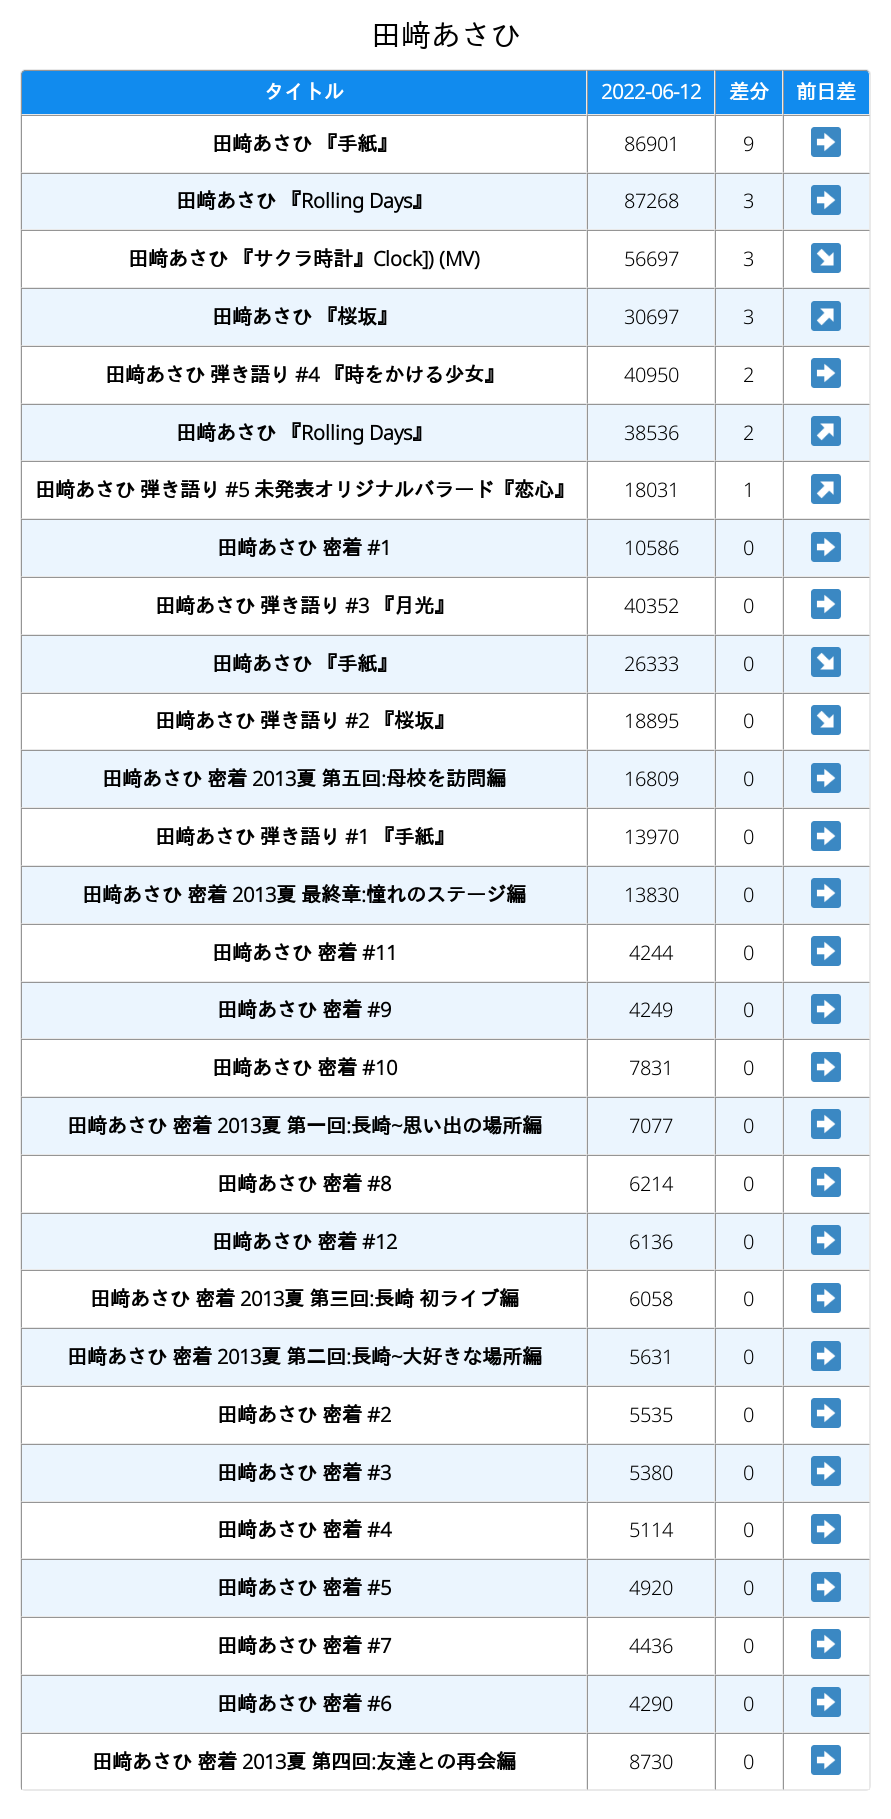 田﨑あさひ
タイトル 2022-06-12 差分 前日差
田﨑あさひ 『手紙』 86901 9 ➡
田﨑あさひ 『Rolling Days』 87268 3 ➡
田﨑あさひ 『サクラ時計』Clock]) (MV) 56697 3 ↘
田﨑あさひ 『桜坂』 30697 3 ↗
田﨑あさひ 弾き語り #4 『時をかける少女』 40950 2 ➡
田﨑あさひ 『Rolling Days』 38536 2 ↗
田﨑あさひ 弾き語り #5 未発表オリジナルバラード『恋心』 18031 1 ↗
田﨑あさひ 密着 #1 10586 0 ➡
田﨑あさひ 弾き語り #3 『月光』 40352 0 ➡
田﨑あさひ 『手紙』 26333 0 ↘
田﨑あさひ 弾き語り #2 『桜坂』 18895 0 ↘
田﨑あさひ 密着 2013夏 第五回:母校を訪問編 16809 0 ➡
田﨑あさひ 弾き語り #1 『手紙』 13970 0 ➡
田﨑あさひ 密着 2013夏 最終章:憧れのステージ編 13830 0 ➡
田﨑あさひ 密着 #11 4244 0 ➡
田﨑あさひ 密着 #9 4249 0 ➡
田﨑あさひ 密着 #10 7831 0 ➡
田﨑あさひ 密着 2013夏 第一回:長崎~思い出の場所編 7077 0 ➡
田﨑あさひ 密着 #8 6214 0 ➡
田﨑あさひ 密着 #12 6136 0 ➡
田﨑あさひ 密着 2013夏 第三回:長崎 初ライブ編 6058 0 ➡
田﨑あさひ 密着 2013夏 第二回:長崎~大好きな場所編 5631 0 ➡
田﨑あさひ 密着 #2 5535 0 ➡
田﨑あさひ 密着 #3 5380 0 ➡
田﨑あさひ 密着 #4 5114 0 ➡
田﨑あさひ 密着 #5 4920 0 ➡
田﨑あさひ 密着 #7 4436 0 ➡
田﨑あさひ 密着 #6 4290 0 ➡
田﨑あさひ 密着 2013夏 第四回:友達との再会編 8730 0 ➡